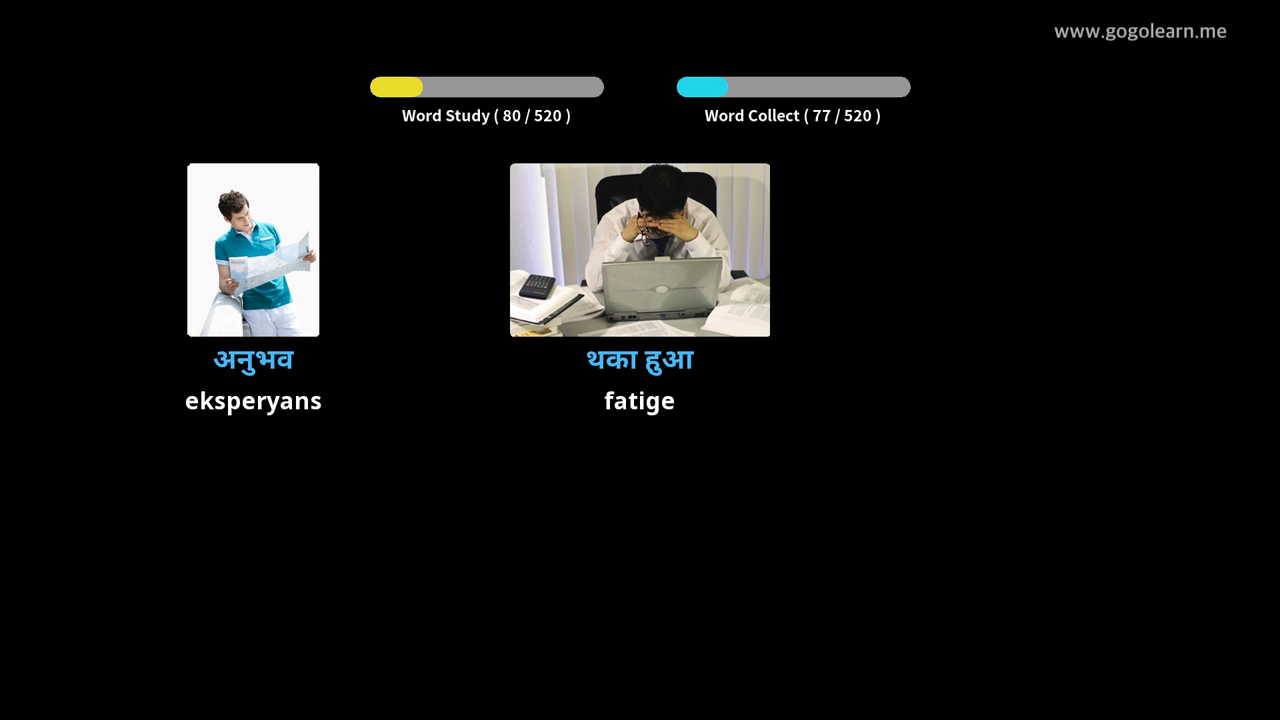 www.gogolearn.me
Word Study ( 80 / 520 )
Word Collect ( 77 / 520 )
अनुभव
eksperyans
थका हुआ
fatige